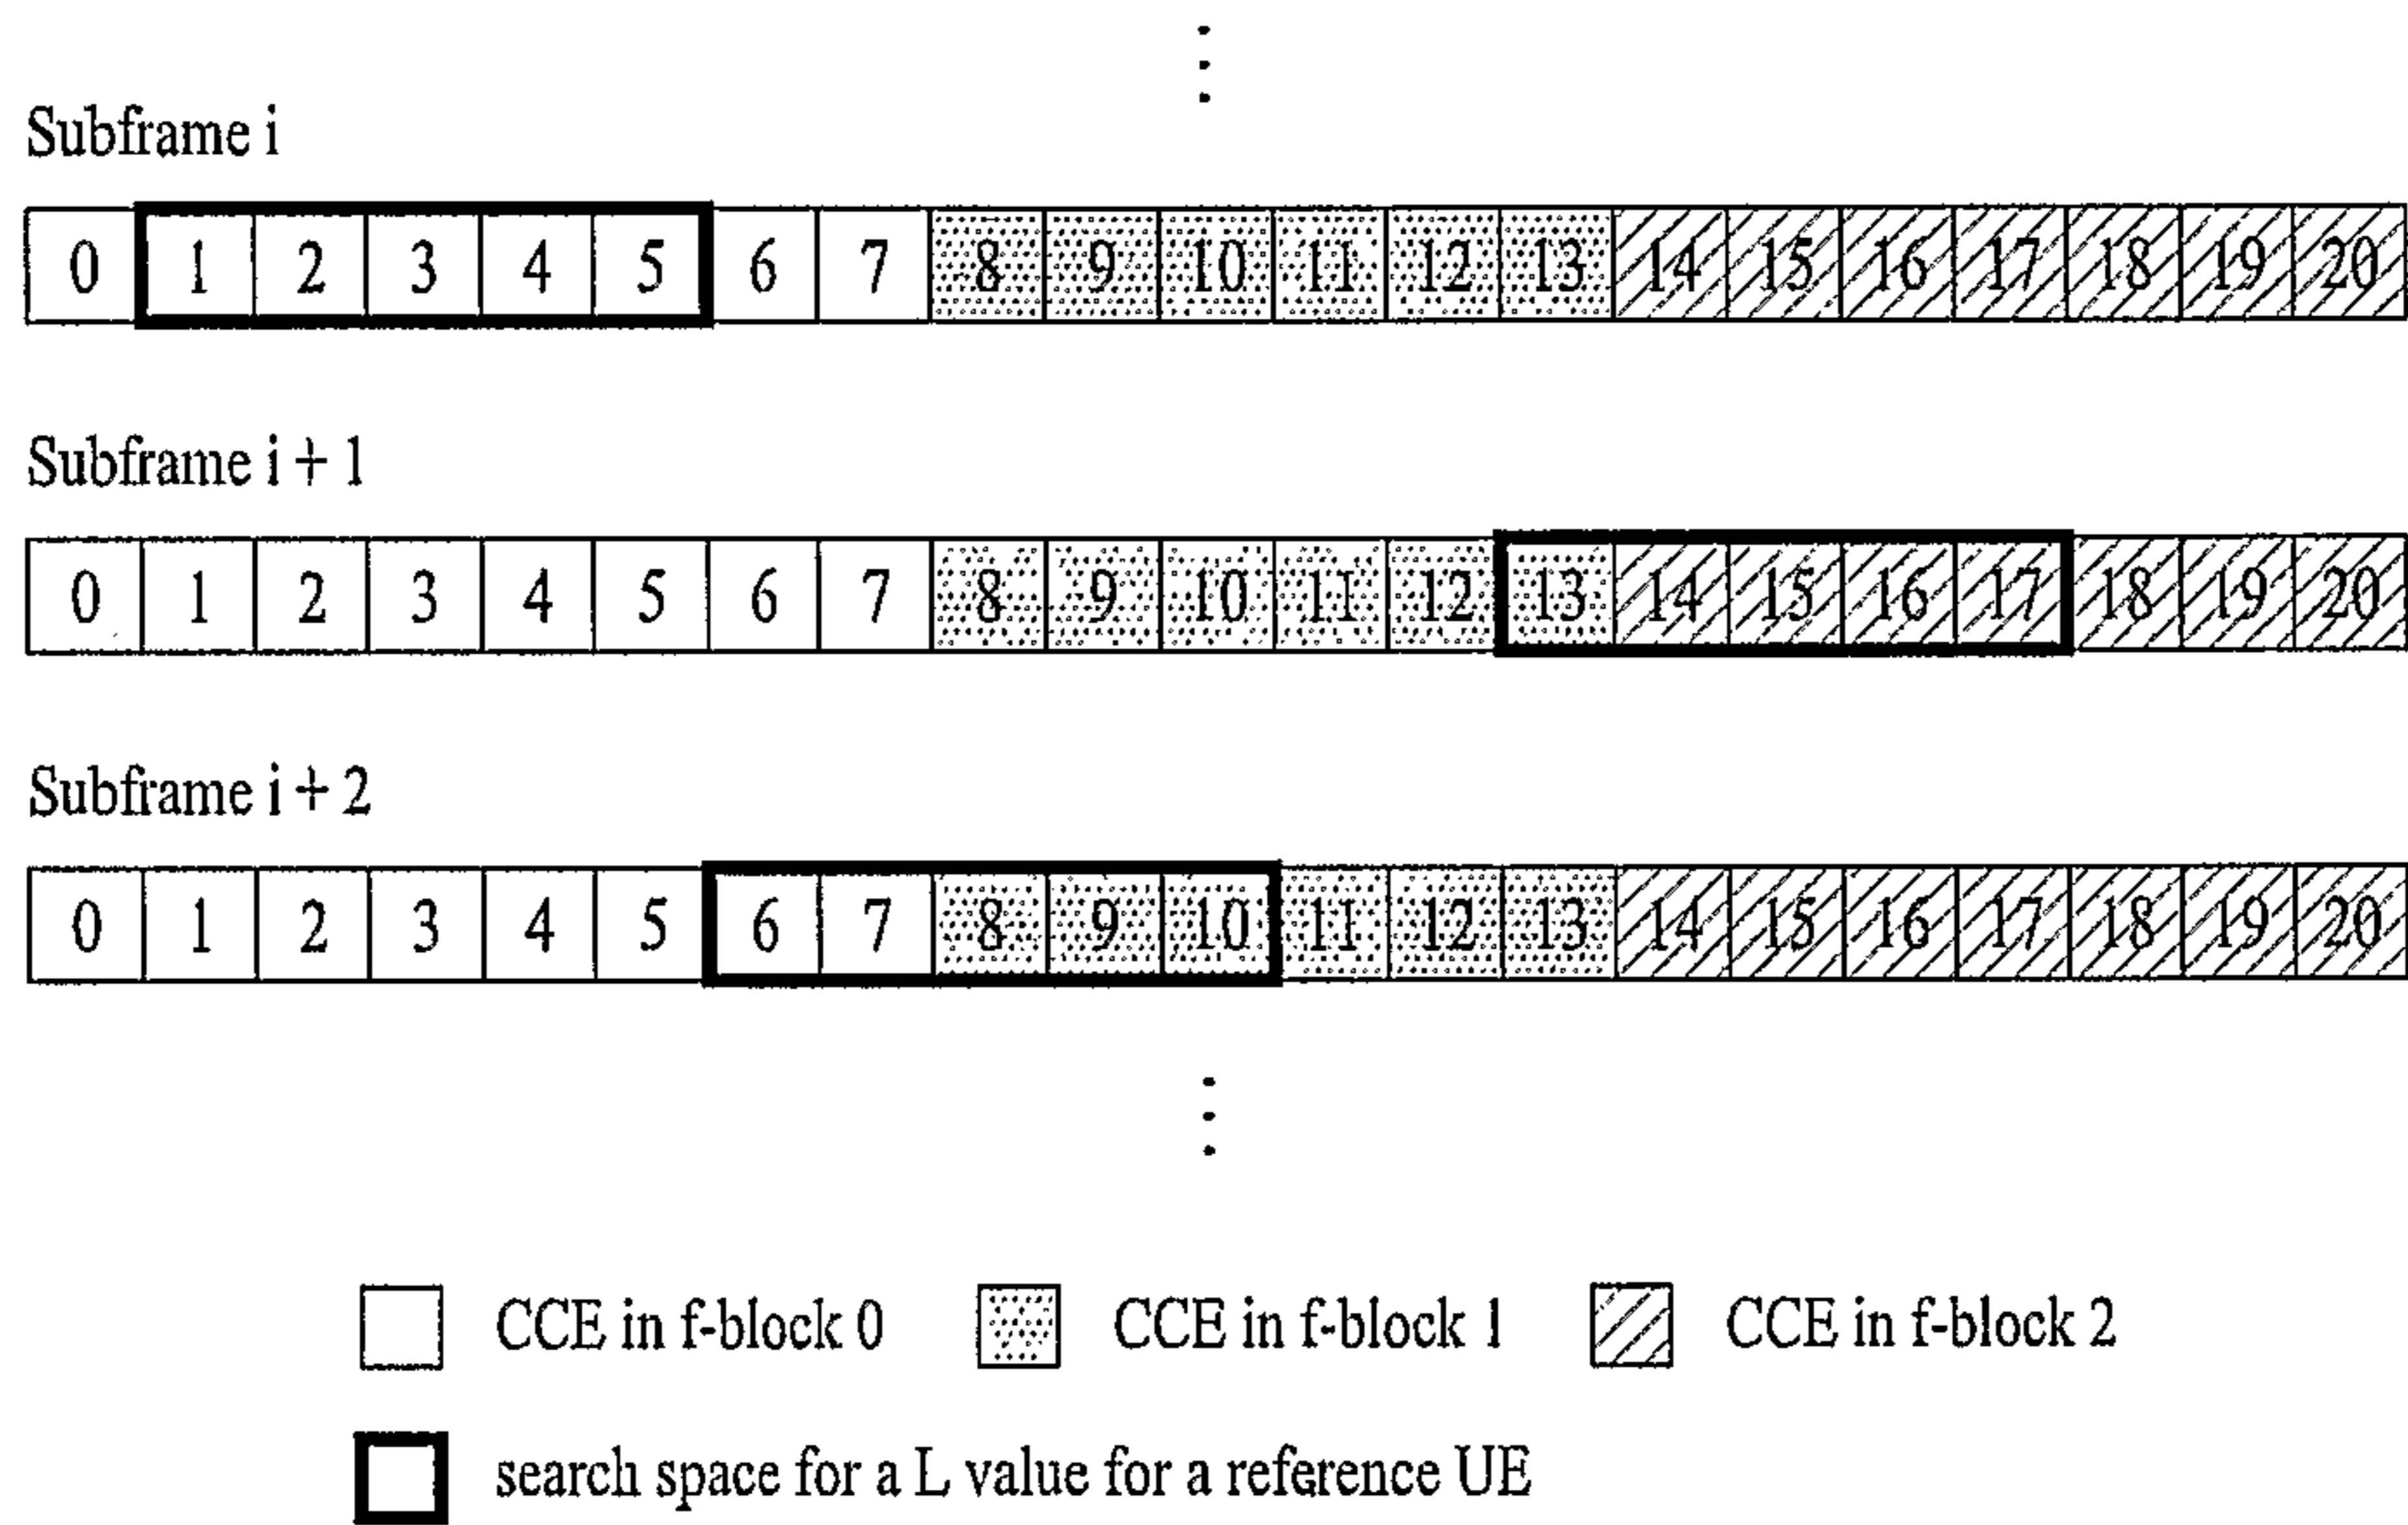 Subframe i
0 1 2 3 4 5 6 7 8 9 10 11 12 13 14 15 16 17 18 19 20
Subframe i + 1
0 1 2 3 4 5 6 7 8 9 10 11 12 13 14 15 16 17 18 19 20
Subframe i + 2
0 1 2 3 4 5 6 7 8 9 10 11 12 13 14 15 16 17 18 19 20
CCE in f-block 0 CCE in f-block 1 CCE in f-block 2
search space for a L value for a reference UE